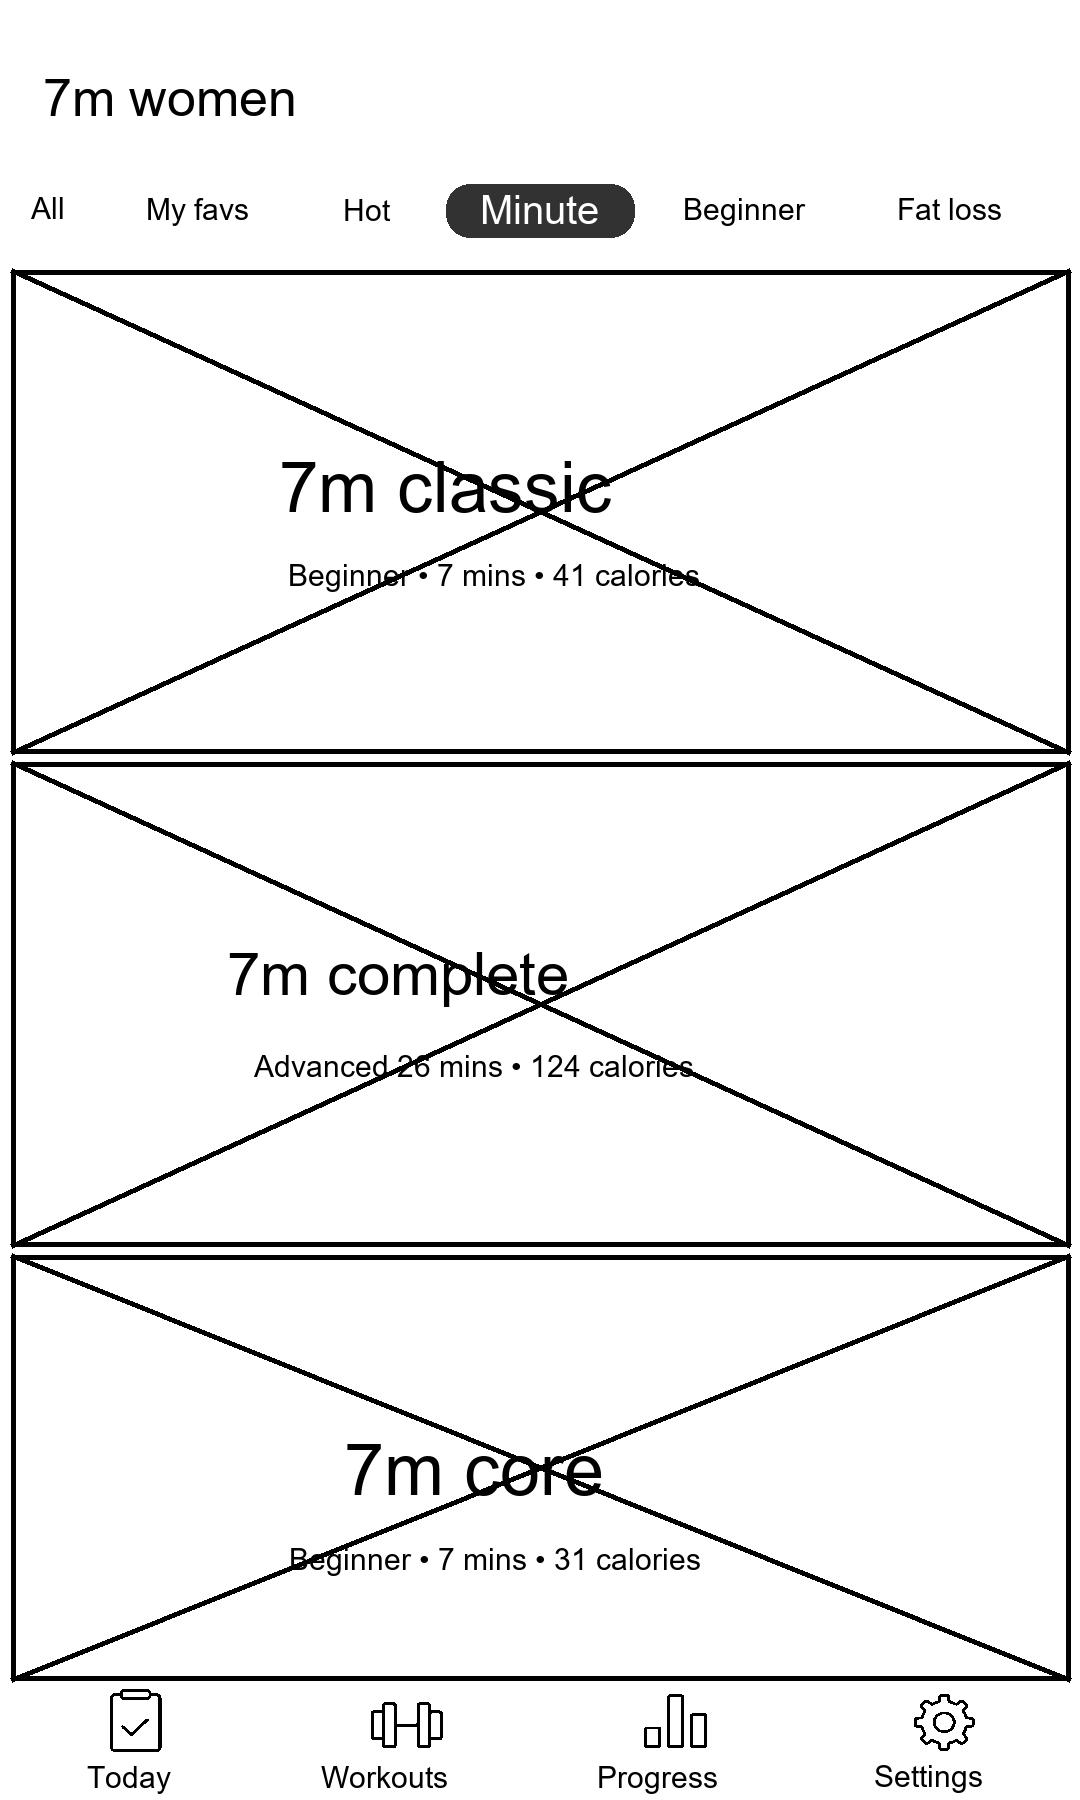 7m women
All My favs Hot Minute Beginner Fat loss
7m classic
Beginner • 7 mins • 41 calories
7m complete
Advanced 26 mins • 124 calories
7m core
Beginner • 7 mins • 31 calories
Today Workouts Progress Settings